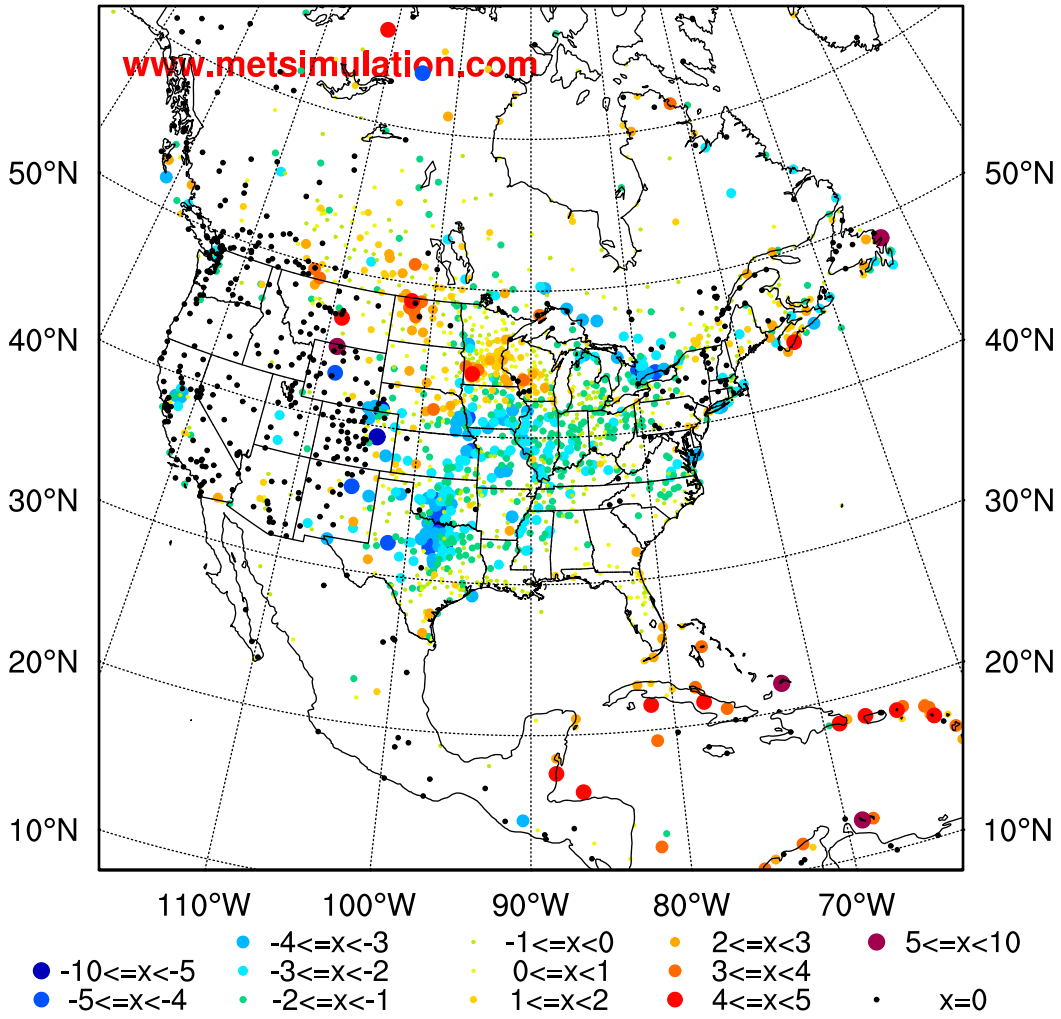 www.metsimulation.com
50°N 50°N
40°N 40°N
30°N 30°N
20°N 20°N
10°N 10°N
110°W 100°W 90°W 80°W 70°W
-4<=x<-3 -1<=x<0 2<=x<3 5<=x<10
-10<=x<-5 -3<=x<-2 0<=x<1 3<=x<4
-5<=x<-4 -2<=x<-1 1<=x<2 4<=x<5 x=0